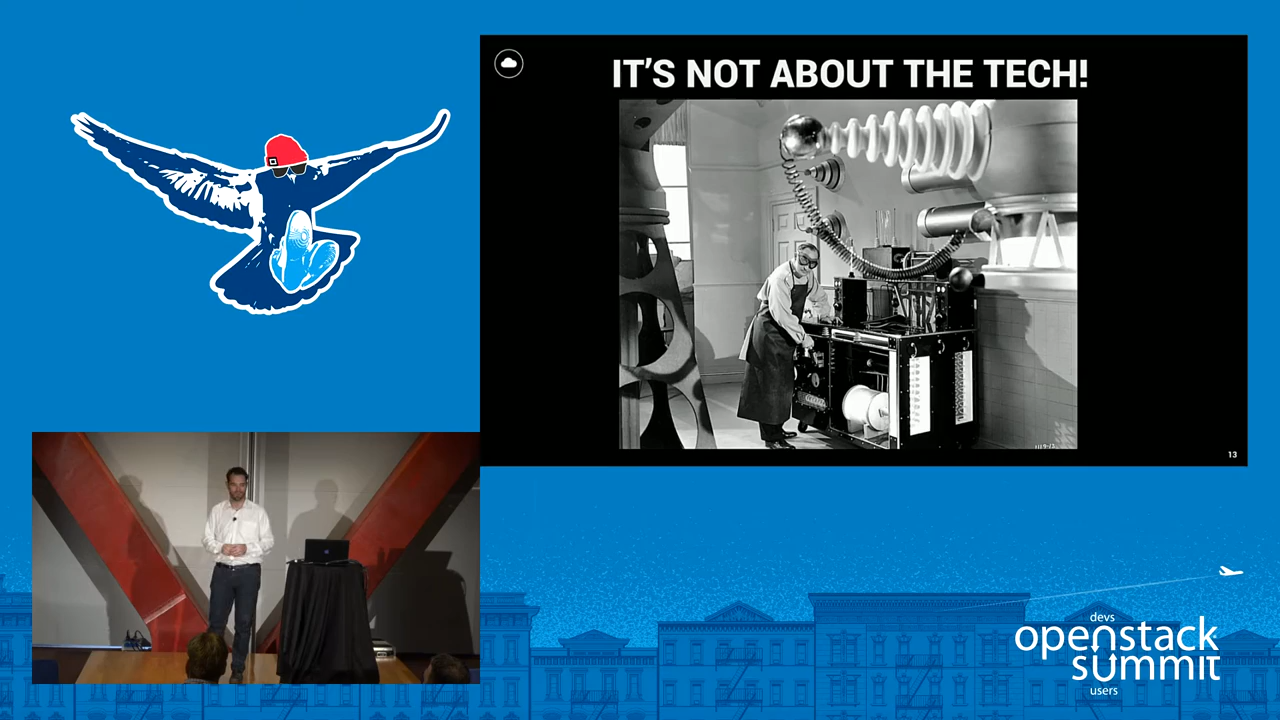 IT'S NOT ABOUT THE TECH!
13
devs
openstack
summit
users